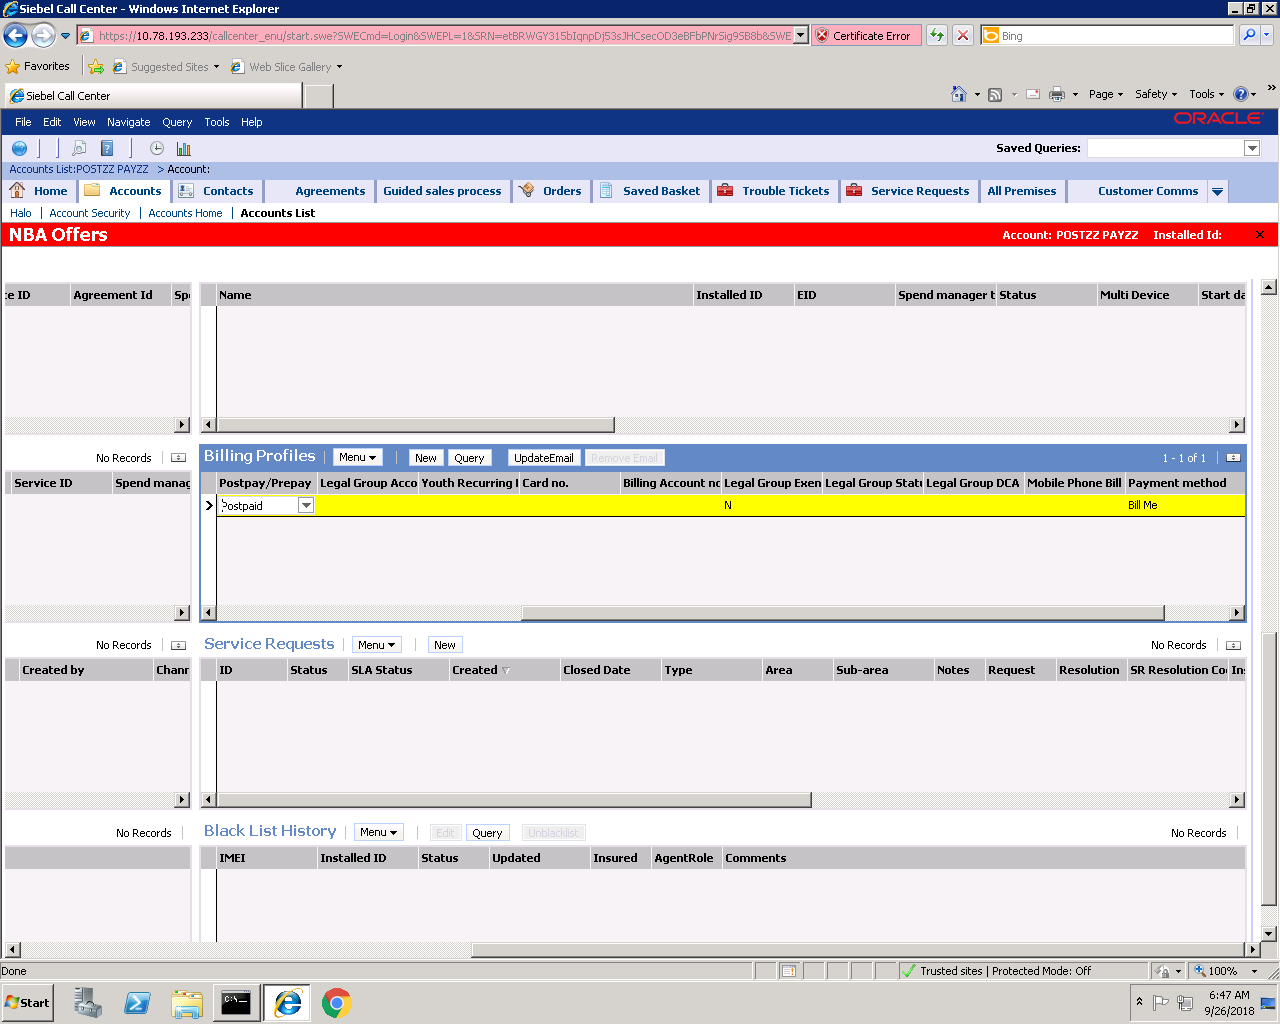 Siebel Call Center - Windows Internet Explorer
https://10.78.193.233/callcenter_enu/start.swe?SWECmd=Login&SWEPL=1&SRN=etBRWGY315bIqnpDj53sJHCsecOD3eBFbPNrSig9SB8b&SWE
Certificate Error
Bing
Favorites
Suggested Sites
Web Slice Gallery
Siebel Call Center
Page
Safety
Tools
File Edit View Navigate Query Tools Help
ORACLE
Saved Queries:
Accounts List:POSTZZ PAYZZ > Account:
Home Accounts Contacts Agreements Guided sales process Orders Saved Basket Trouble Tickets Service Requests All Premises Customer Comms
Halo | Account Security | Accounts Home | Accounts List
NBA Offers Account: POSTZZ PAYZZ Installed Id:
ce ID Agreement Id Spe Name Installed ID EID Spend manager t Status Multi Device Start da
No Records Billing Profiles Menu New Query UpdateEmail Remove Email 1 - 1 of 1
Service ID Spend manag Postpay/Prepay Legal Group Acco Youth Recurring Card no. Billing Account no Legal Group Exen Legal Group Statu Legal Group DCA Mobile Phone Bill Payment method
Postpaid N Bill Me
No Records Service Requests Menu New No Records
Created by Chann ID Status SLA Status Created Closed Date Type Area Sub-area Notes Request Resolution SR Resolution Co Ins
No Records Black List History Menu Edit Query Unblacklist No Records
IMEI Installed ID Status Updated Insured AgentRole Comments
Done
Trusted sites | Protected Mode: Off
100%
Start
C:\
6:47 AM
9/26/2018